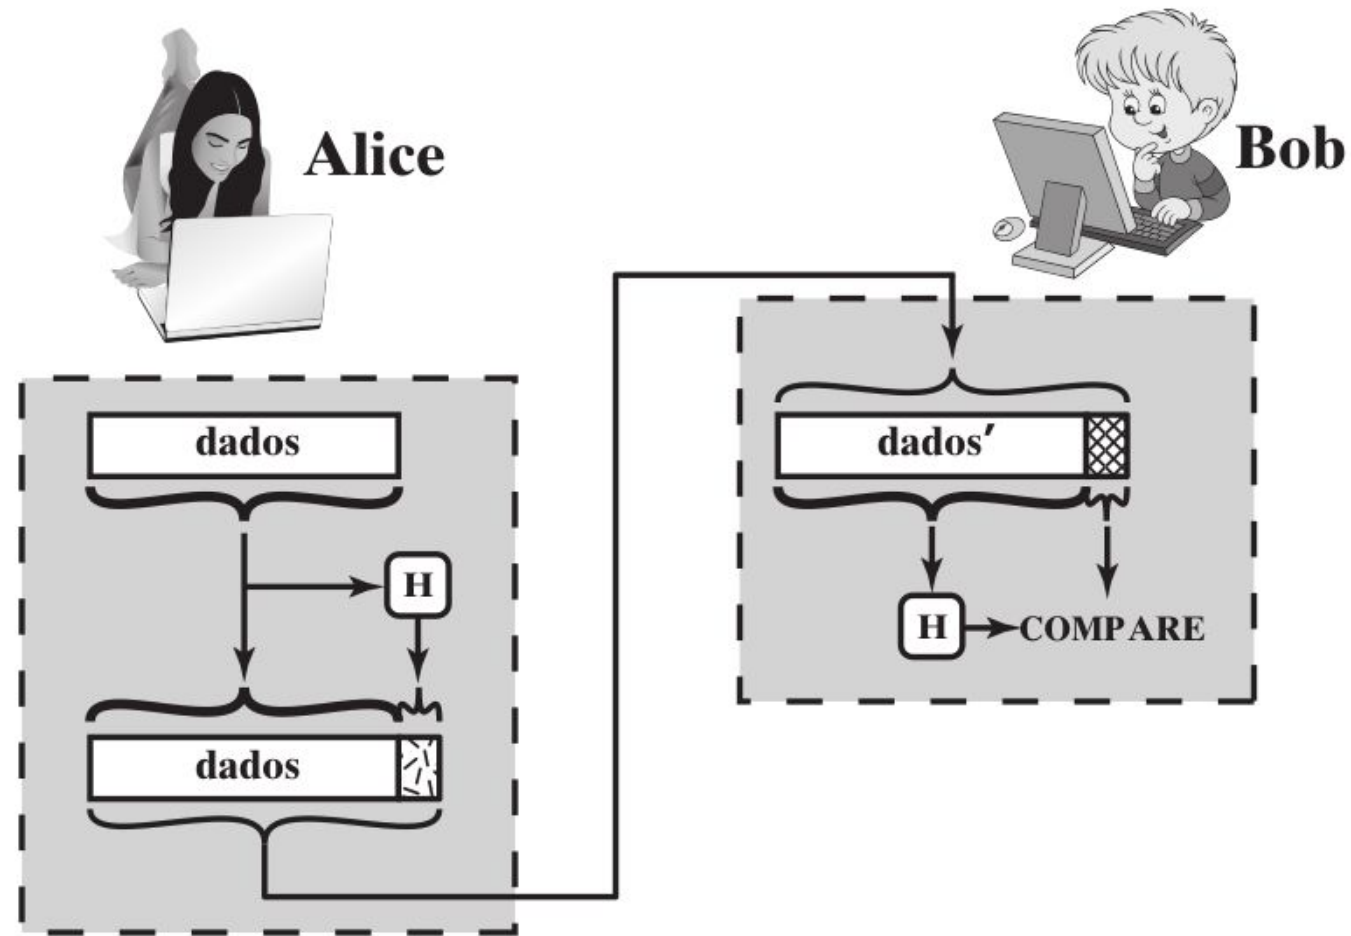 Alice
Bob
dados
H
dados
dados′
H
COMPARE